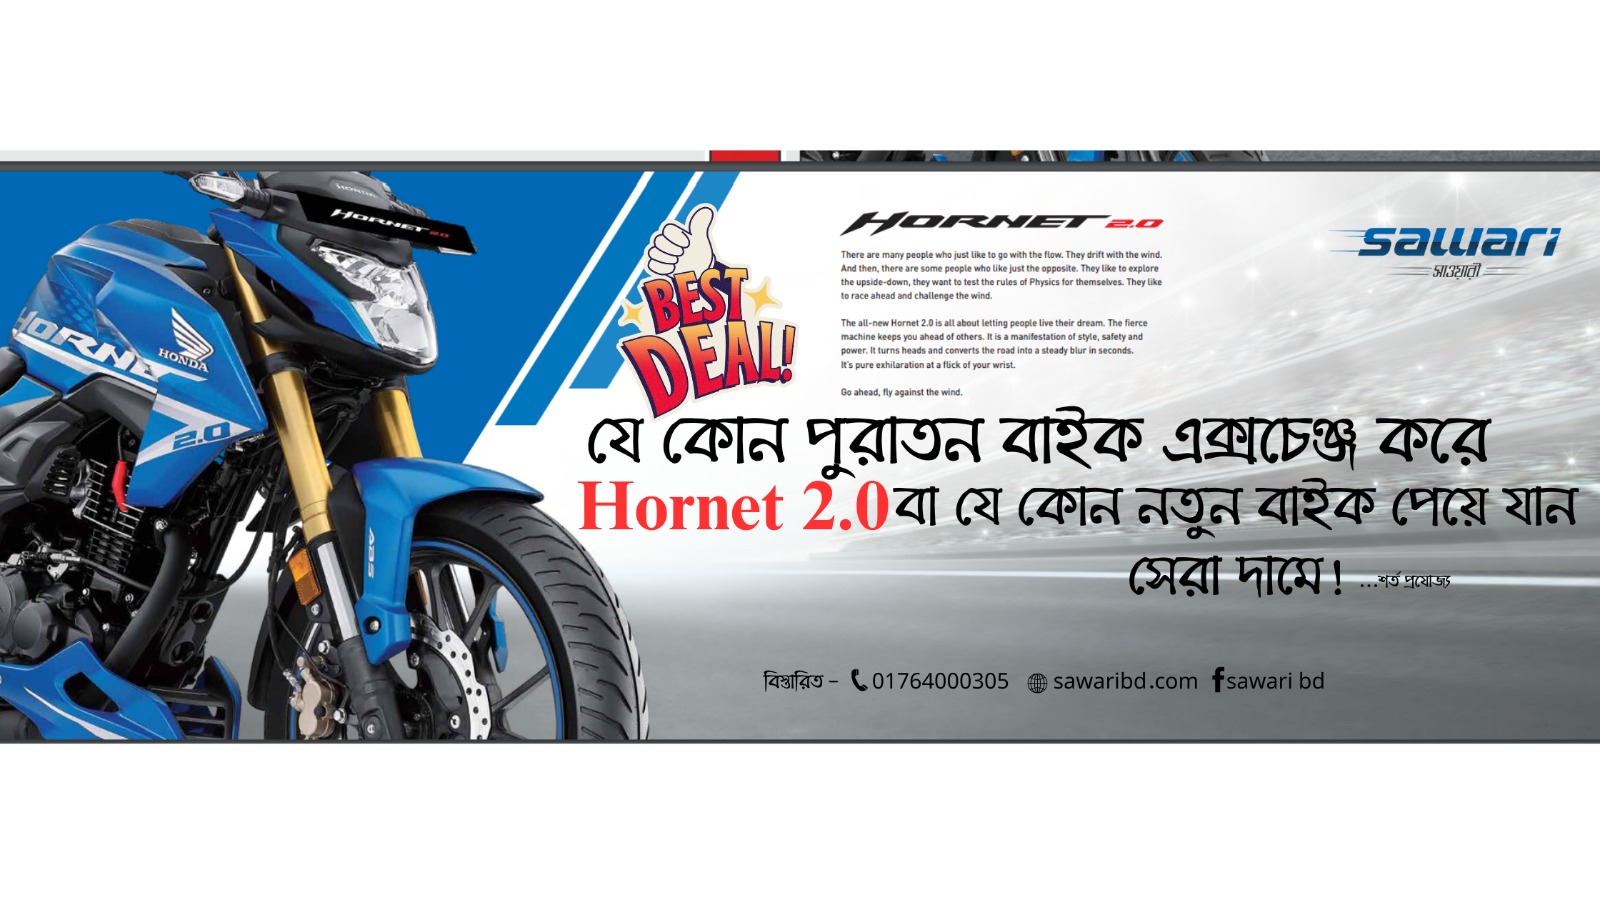 HONDA
HORNET 2.0
HORNE
HONDA
2.0
ABS
BEST
DEAL!
HORNET 2.0
There are many people who just like to go with the flow. They drift with the wind.
And then, there are some people who like just the opposite. They like to explore
the upside-down, they want to test the rules of Physics for themselves. They like
to race ahead and challenge the wind.
The all-new Hornet 2.0 is all about letting people live their dream. The fierce
machine keeps you ahead of others. It is a manifestation of style, safety and
power. It turns heads and converts the road into a steady blur in seconds.
It's pure exhilaration at a flick of your wrist.
Go ahead, fly against the wind.
sawari
সাওয়ারী
যে কোন পুরাতন বাইক এক্সচেঞ্জ করে
Hornet 2.0 বা যে কোন নতুন বাইক পেয়ে যান
সেরা দামে! ...শর্ত প্রযোজ্য
বিস্তারিত – 01764000305 sawaribd.com sawari bd